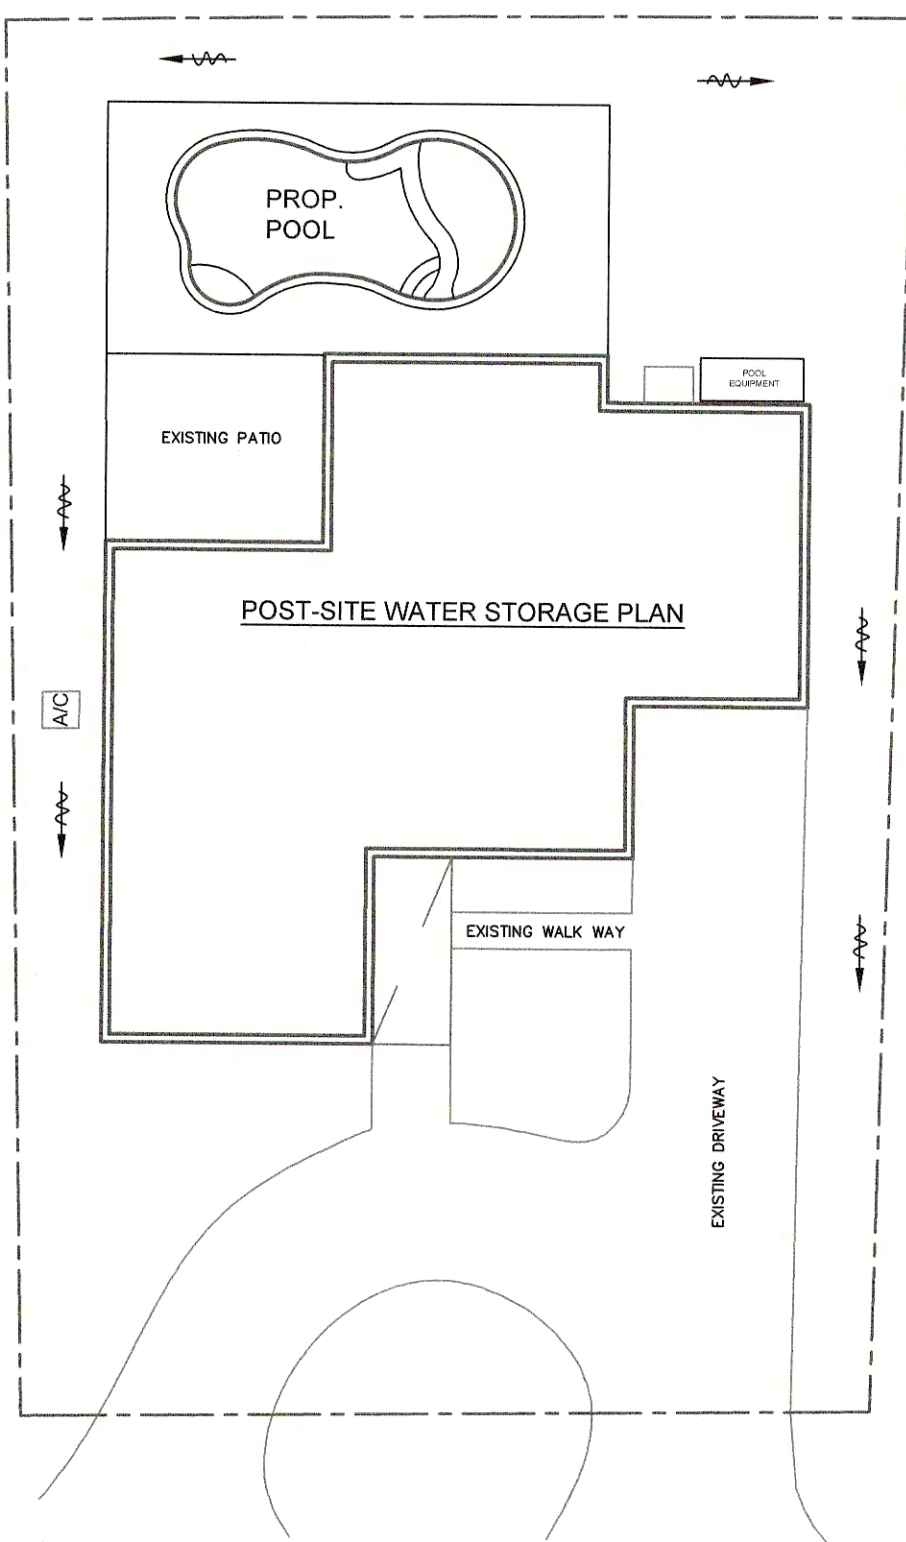 PROP.
POOL
POOL
EQUIPMENT
EXISTING PATIO
POST-SITE WATER STORAGE PLAN
A/C
EXISTING WALK WAY
EXISTING DRIVEWAY